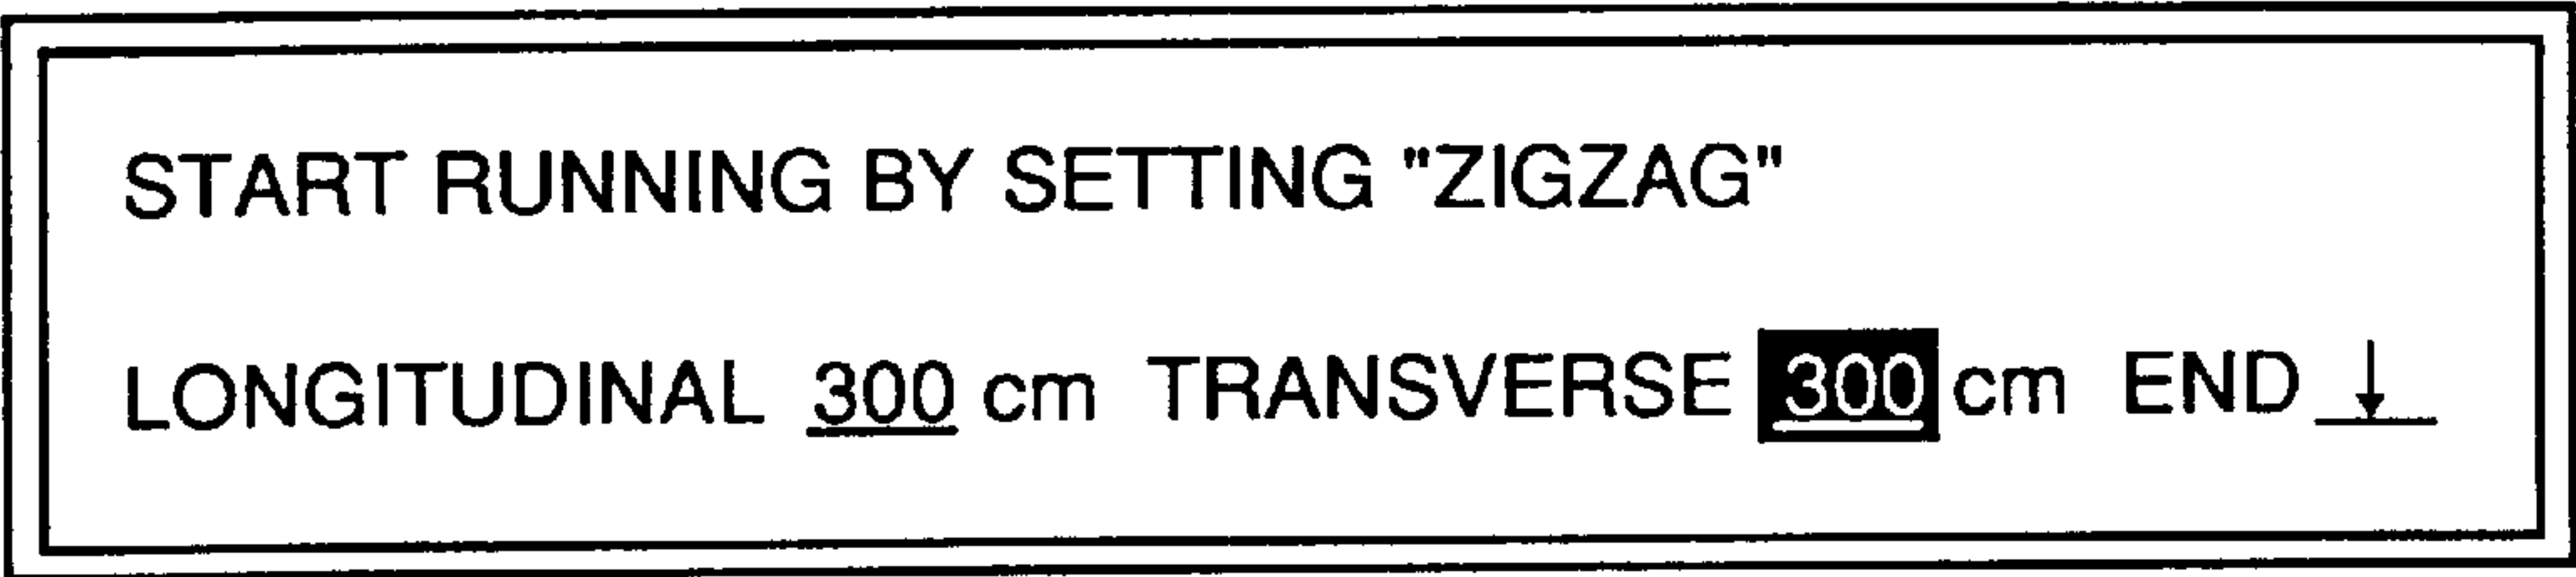 START RUNNING BY SETTING "ZIGZAG"
LONGITUDINAL 300 cm TRANSVERSE 300 cm END ↓